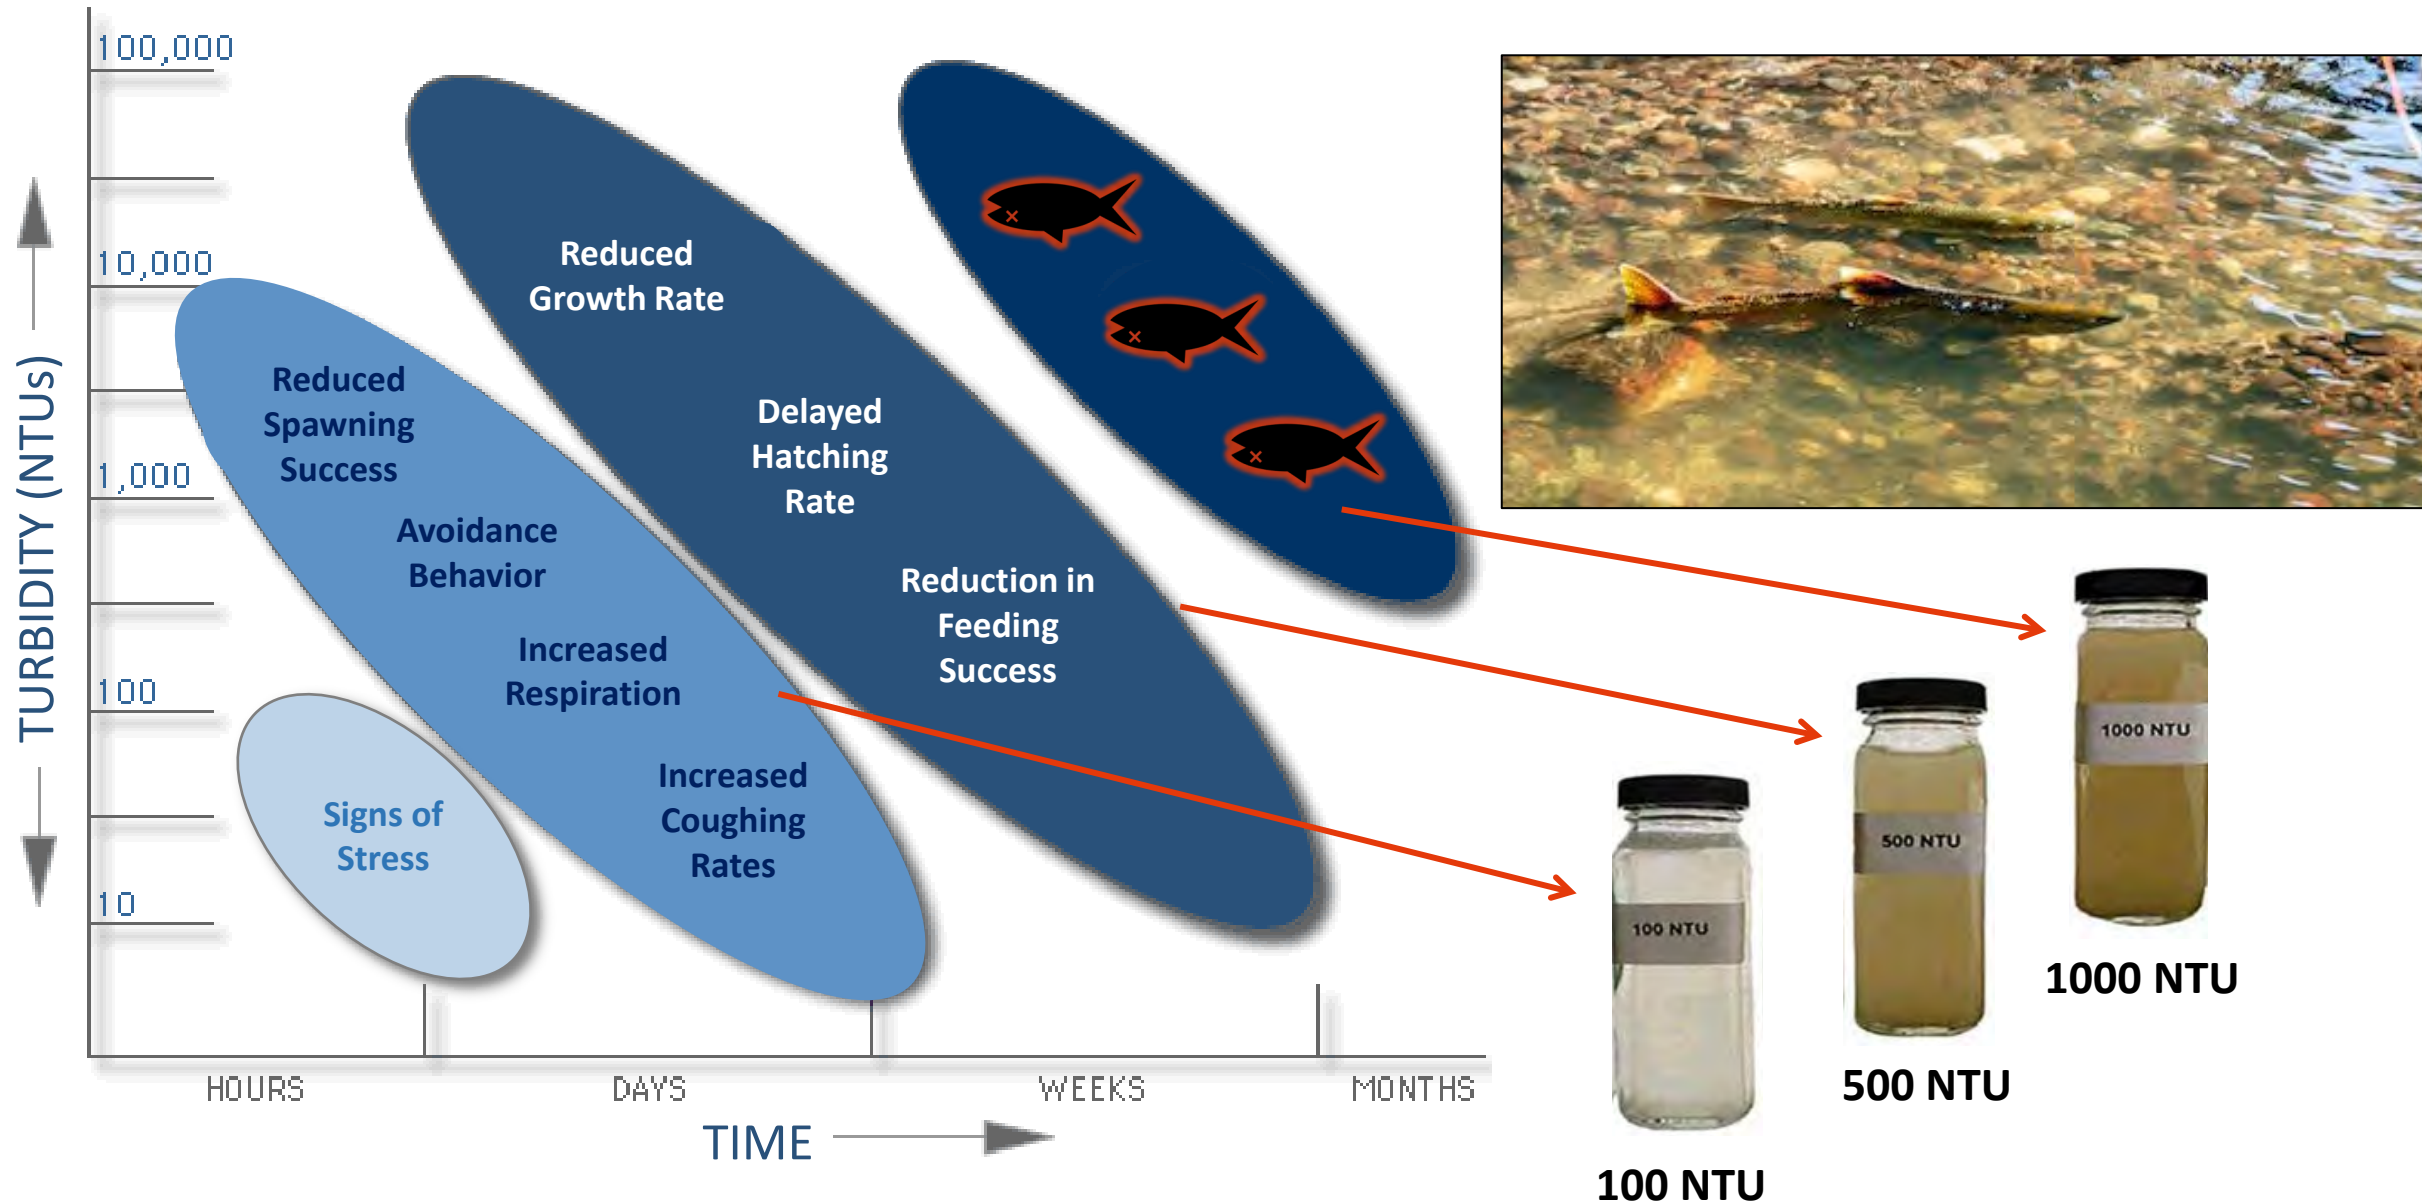 100,000
10,000
1,000
100
10
TURBIDITY (NTUs)
Reduced
Spawning
Success
Avoidance
Behavior
Increased
Respiration
Increased
Coughing
Rates
Signs of
Stress
Reduced
Growth Rate
Delayed
Hatching
Rate
Reduction in
Feeding
Success
HOURS
DAYS
WEEKS
MONTHS
TIME
100 NTU
100 NTU
500 NTU
500 NTU
1000 NTU
1000 NTU